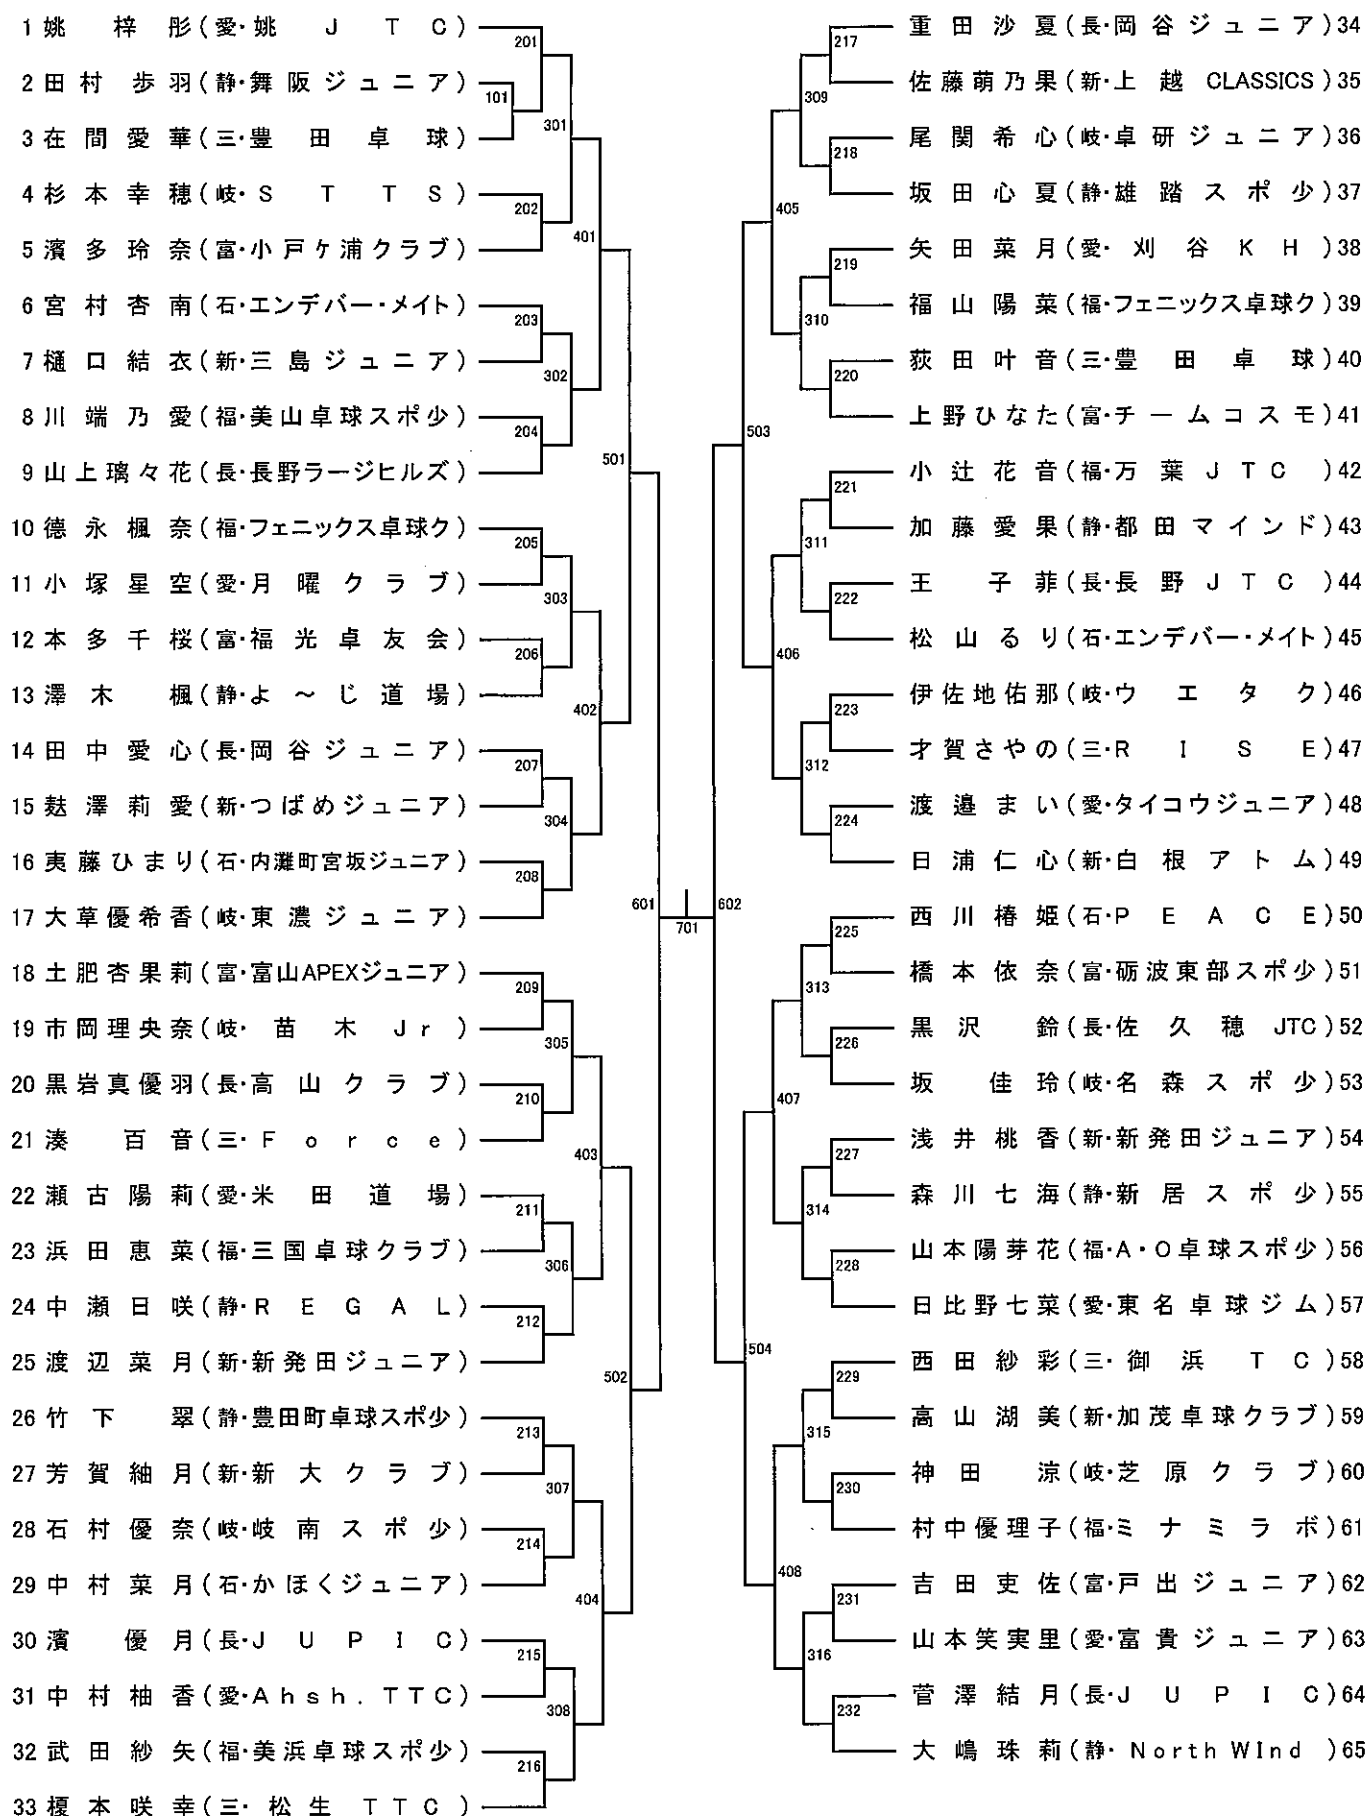 1 姚 梓 彤 (愛・姚 J T C)
2 田 村 歩 羽 (静・舞阪ジュニア)
3 在 間 愛 華 (三・豊 田 卓 球)
4 杉 本 幸 穂 (岐・S T T S)
5 濱 多 玲 奈 (富・小戸ケ浦クラブ)
6 宮 村 杏 南 (石・エンデバー・メイト)
7 樋 口 結 衣 (新・三島ジュニア)
8 川 端 乃 愛 (福・美山卓球スポ少)
9 山上璃々花 (長・長野ラージヒルズ)
10 德 永 楓 奈 (福・フェニックス卓球ク)
11 小 塚 星 空 (愛・月曜クラブ)
12 本 多 千 桜 (富・福光卓友会)
13 澤 木 楓 (静・よ～じ道場)
14 田 中 愛 心 (長・岡谷ジュニア)
15 麸 澤 莉 愛 (新・つばめジュニア)
16 夷藤ひまり (石・内灘町宮坂ジュニア)
17 大草優希香 (岐・東濃ジュニア)
18 土肥杏果莉 (富・富山APEXジュニア)
19 市岡理央奈 (岐・苗 木 Jr)
20 黒岩真優羽 (長・高山クラブ)
21 湊 百 音 (三・Force)
22 瀬 古 陽 莉 (愛・米 田 道 場)
23 浜 田 恵 菜 (福・三国卓球クラブ)
24 中 瀬 日 咲 (静・R E G A L)
25 渡 辺 菜 月 (新・新発田ジュニア)
26 竹 下 翠 (静・豊田町卓球スポ少)
27 芳 賀 紬 月 (新・新大クラブ)
28 石 村 優 奈 (岐・岐南スポ少)
29 中 村 菜 月 (石・かほくジュニア)
30 濱 優 月 (長・J U P I C)
31 中 村 柚 香 (愛・Ahsh. TTC)
32 武 田 紗 矢 (福・美浜卓球スポ少)
33 榎 本 咲 幸 (三・松 生 T T C)
201
101
301
202
401
203
302
204
501
205
303
206
402
207
304
208
601
209
305
210
403
211
306
212
502
213
307
214
404
215
308
216
701
217
309
218
405
219
310
220
503
221
311
222
406
223
312
224
602
225
313
226
407
227
314
228
504
229
315
230
408
231
316
232
重 田 沙 夏 (長・岡谷ジュニア) 34
佐藤萌乃果 (新・上越 CLASSICS) 35
尾 関 希 心 (岐・卓研ジュニア) 36
坂 田 心 夏 (静・雄踏スポ少) 37
矢 田 菜 月 (愛・刈 谷 K H) 38
福 山 陽 菜 (福・フェニックス卓球ク) 39
荻 田 叶 音 (三・豊 田 卓 球) 40
上野ひなた (富・チームコスモ) 41
小 辻 花 音 (福・万葉 J T C) 42
加 藤 愛 果 (静・都田マインド) 43
王 子 菲 (長・長野 J T C) 44
松 山 る り (石・エンデバー・メイト) 45
伊佐地佑那 (岐・ウエタク) 46
才賀さやの (三・R I S E) 47
渡 邉 ま い (愛・タイコウジュニア) 48
日 浦 仁 心 (新・白根アトム) 49
西 川 椿 姫 (石・P E A C E) 50
橋 本 依 奈 (富・砺波東部スポ少) 51
黒 沢 鈴 (長・佐久穂 JTC) 52
坂 佳 玲 (岐・名森スポ少) 53
浅 井 桃 香 (新・新発田ジュニア) 54
森 川 七 海 (静・新居スポ少) 55
山本陽芽花 (福・A・O卓球スポ少) 56
日比野七菜 (愛・東名卓球ジム) 57
西 田 紗 彩 (三・御 浜 T C) 58
高 山 湖 美 (新・加茂卓球クラブ) 59
神 田 涼 (岐・芝原クラブ) 60
村中優理子 (福・ミナミラボ) 61
吉 田 吏 佐 (富・戸出ジュニア) 62
山本笑実里 (愛・富貴ジュニア) 63
菅 澤 結 月 (長・J U P I C) 64
大 嶋 珠 莉 (静・North WInd) 65